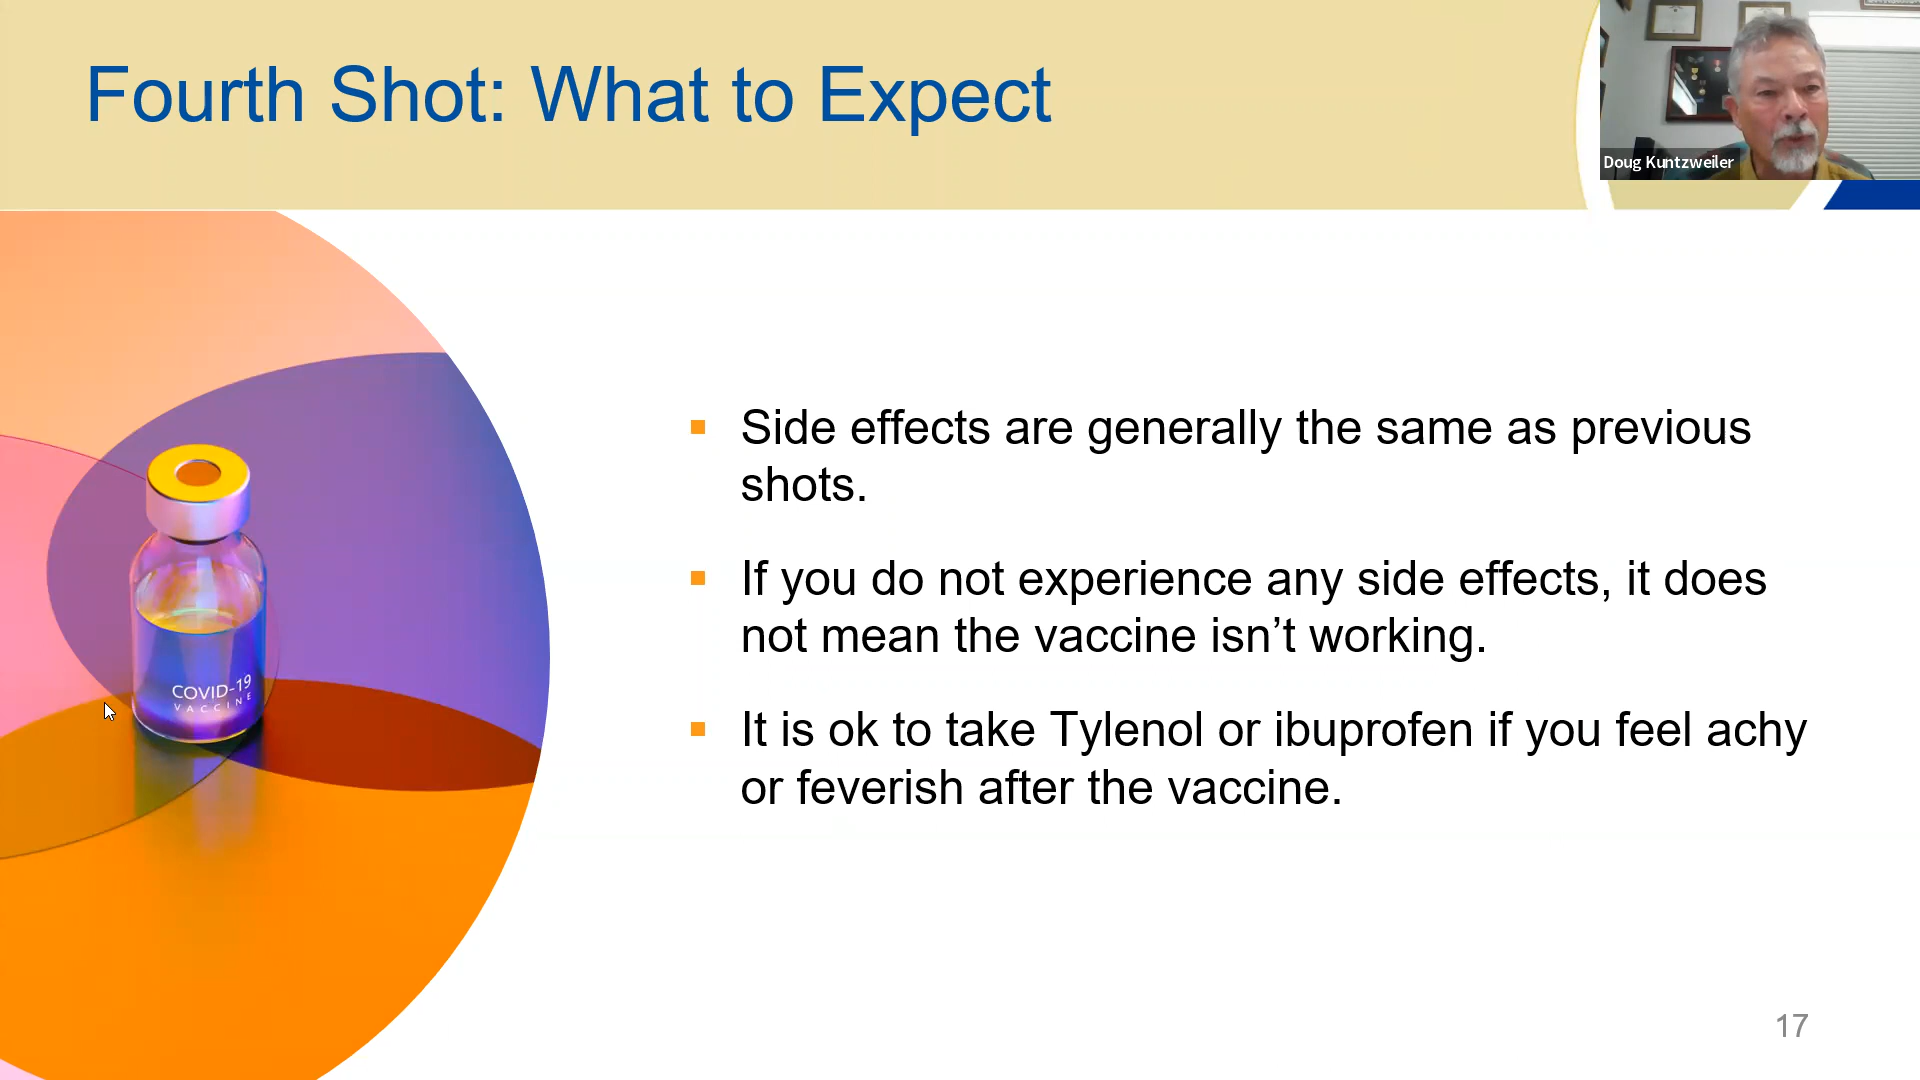 Fourth Shot: What to Expect
Doug Kuntzweiler
Side effects are generally the same as previous
shots.
If you do not experience any side effects, it does
not mean the vaccine isn’t working.
It is ok to take Tylenol or ibuprofen if you feel achy
or feverish after the vaccine.
COVID-19
VACCINE
17